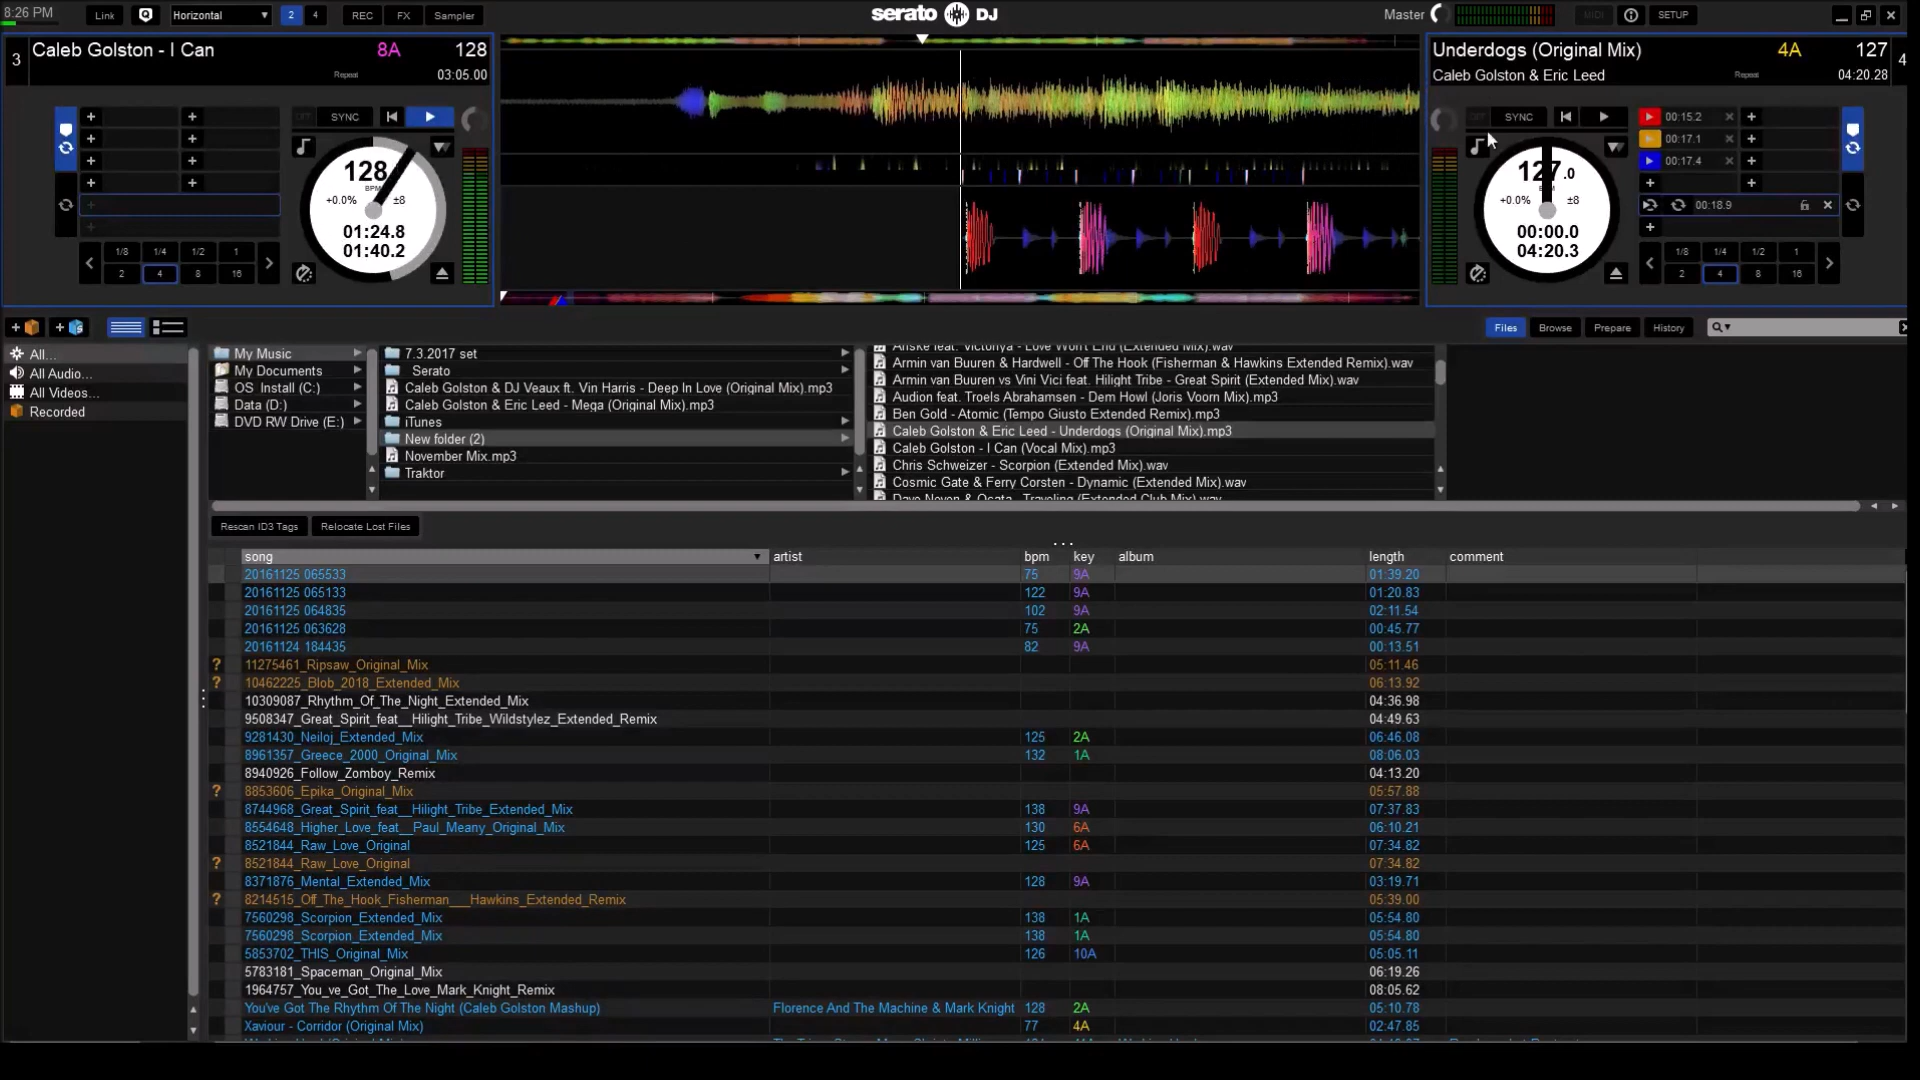 8:26 PM
Link
Horizontal
2
4
REC
FX
Sampler
serato DJ
Master
MIDI
SETUP
3
Caleb Golston - I Can
8A
128
Repeat
03:05.00
Underdogs (Original Mix)
4A
127
4
Caleb Golston & Eric Leed
Repeat
04:20.28
SYNC
128
BPM
+0.0%
±8
01:24.8
01:40.2
1/8 1/4 1/2 1
2 4 8 16
SYNC
127.0
+0.0%
±8
00:00.0
04:20.3
00:15.2
00:17.1
00:17.4
00:18.9
1/8 1/4 1/2 1
2 4 8 16
Files
Browse
Prepare
History
All...
All Audio...
All Videos...
Recorded
My Music
My Documents
OS Install (C:)
Data (D:)
DVD RW Drive (E:)
7.3.2017 set
Serato
Caleb Golston & DJ Veaux ft. Vin Harris - Deep In Love (Original Mix).mp3
Caleb Golston & Eric Leed - Mega (Original Mix).mp3
iTunes
New folder (2)
November Mix.mp3
Traktor
Anske feat. Victoriya - Love Won't End (Extended Mix).wav
Armin van Buuren & Hardwell - Off The Hook (Fisherman & Hawkins Extended Remix).wav
Armin van Buuren vs Vini Vici feat. Hilight Tribe - Great Spirit (Extended Mix).wav
Audion feat. Troels Abrahamsen - Dem Howl (Joris Voorn Mix).mp3
Ben Gold - Atomic (Tempo Giusto Extended Remix).mp3
Caleb Golston & Eric Leed - Underdogs (Original Mix).mp3
Caleb Golston - I Can (Vocal Mix).mp3
Chris Schweizer - Scorpion (Extended Mix).wav
Cosmic Gate & Ferry Corsten - Dynamic (Extended Mix).wav
Rescan ID3 Tags
Relocate Lost Files
song artist bpm key album length comment
20161125 065533 75 9A 01:39.20
20161125 065133 122 9A 01:20.83
20161125 064835 102 9A 02:11.54
20161125 063628 75 2A 00:45.77
20161124 184435 82 9A 00:13.51
? 11275461_Ripsaw_Original_Mix 05:11.46
? 10462225_Blob_2018_Extended_Mix 06:13.92
10309087_Rhythm_Of_The_Night_Extended_Mix 04:36.98
9508347_Great_Spirit_feat__Hilight_Tribe_Wildstylez_Extended_Remix 04:49.63
9281430_Neiloj_Extended_Mix 125 2A 06:46.08
8961357_Greece_2000_Original_Mix 132 1A 08:06.03
8940926_Follow_Zomboy_Remix 04:13.20
? 8853606_Epika_Original_Mix 05:57.88
8744968_Great_Spirit_feat__Hilight_Tribe_Extended_Mix 138 9A 07:37.83
8554648_Higher_Love_feat__Paul_Meany_Original_Mix 130 6A 06:10.21
8521844_Raw_Love_Original 125 6A 07:34.82
? 8521844_Raw_Love_Original 07:34.82
8371876_Mental_Extended_Mix 128 9A 03:19.71
? 8214515_Off_The_Hook_Fisherman___Hawkins_Extended_Remix 05:39.00
7560298_Scorpion_Extended_Mix 138 1A 05:54.80
7560298_Scorpion_Extended_Mix 138 1A 05:54.80
5853702_THIS_Original_Mix 126 10A 05:05.11
5783181_Spaceman_Original_Mix 06:19.26
1964757_You_ve_Got_The_Love_Mark_Knight_Remix 08:05.62
You've Got The Rhythm Of The Night (Caleb Golston Mashup) Florence And The Machine & Mark Knight 128 2A 05:10.78
Xaviour - Corridor (Original Mix) 77 4A 02:47.85